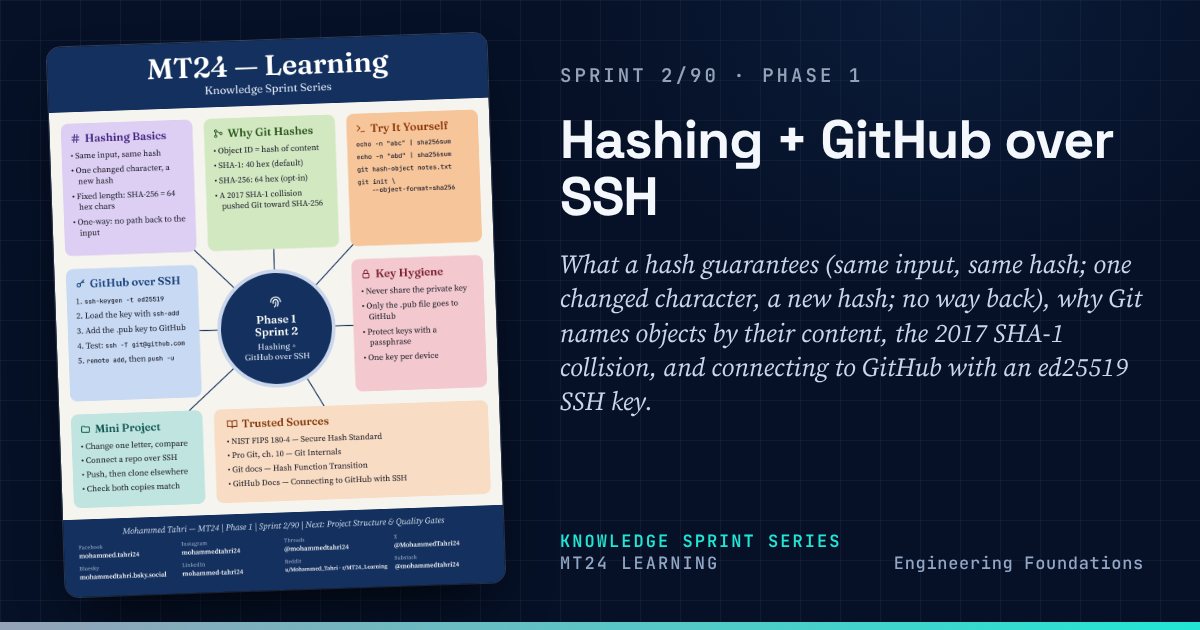 MT24 — Learning
Knowledge Sprint Series
# Hashing Basics
• Same input, same hash
• One changed character, a
new hash
• Fixed length: SHA-256 = 64
hex chars
• One-way: no path back to the
input
Why Git Hashes
• Object ID = hash of content
• SHA-1: 40 hex (default)
• SHA-256: 64 hex (opt-in)
• A 2017 SHA-1 collision
pushed Git toward SHA-256
>_ Try It Yourself
echo -n "abc" | sha256sum
echo -n "abd" | sha256sum
git hash-object notes.txt
git init \
--object-format=sha256
GitHub over SSH
1. ssh-keygen -t ed25519
2. Load the key with ssh-add
3. Add the .pub key to GitHub
4. Test: ssh -T git@github.com
5. remote add, then push -u
Phase 1
Sprint 2
Hashing +
GitHub over SSH
Key Hygiene
• Never share the private key
• Only the .pub file goes to
GitHub
• Protect keys with a
passphrase
• One key per device
Mini Project
• Change one letter, compare
• Connect a repo over SSH
• Push, then clone elsewhere
• Check both copies match
Trusted Sources
• NIST FIPS 180-4 — Secure Hash Standard
• Pro Git, ch. 10 — Git Internals
• Git docs — Hash Function Transition
• GitHub Docs — Connecting to GitHub with SSH
Mohammed Tahri — MT24 | Phase 1 | Sprint 2/90 | Next: Project Structure & Quality Gates
Facebook
mohammed.tahri24
Instagram
mohammedtahri24
Threads
@mohammedtahri24
X
@MohammedTahri24
Bluesky
mohammedtahri.bsky.social
LinkedIn
mohammed-tahri24
Reddit
u/Mohammed_Tahri · r/MT24_Learning
Substack
@mohammedtahri24
SPRINT 2/90 · PHASE 1
Hashing + GitHub over
SSH
What a hash guarantees (same input, same hash; one
changed character, a new hash; no way back), why Git
names objects by their content, the 2017 SHA-1
collision, and connecting to GitHub with an ed25519
SSH key.
KNOWLEDGE SPRINT SERIES
MT24 LEARNING
Engineering Foundations